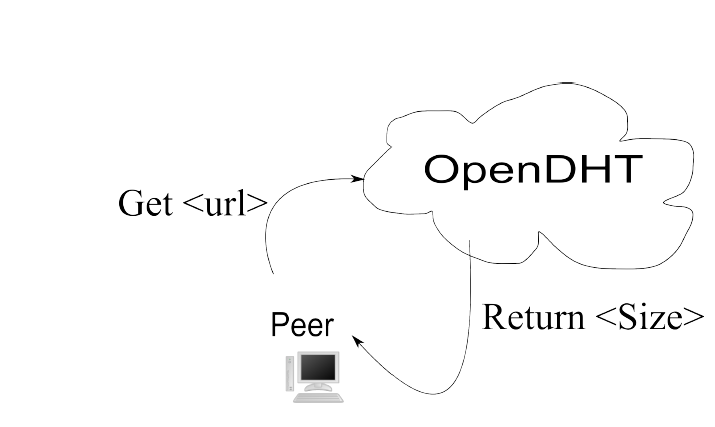 OpenDHT
Get <url>
Return <Size>
Peer